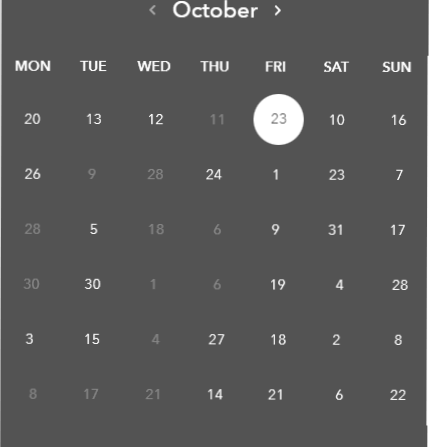 ‹ October ›
MON TUE WED THU FRI SAT SUN
20 13 12 11 23 10 16
26 9 28 24 1 23 7
28 5 18 6 9 31 17
30 30 1 6 19 4 28
3 15 4 27 18 2 8
8 17 21 14 21 6 22